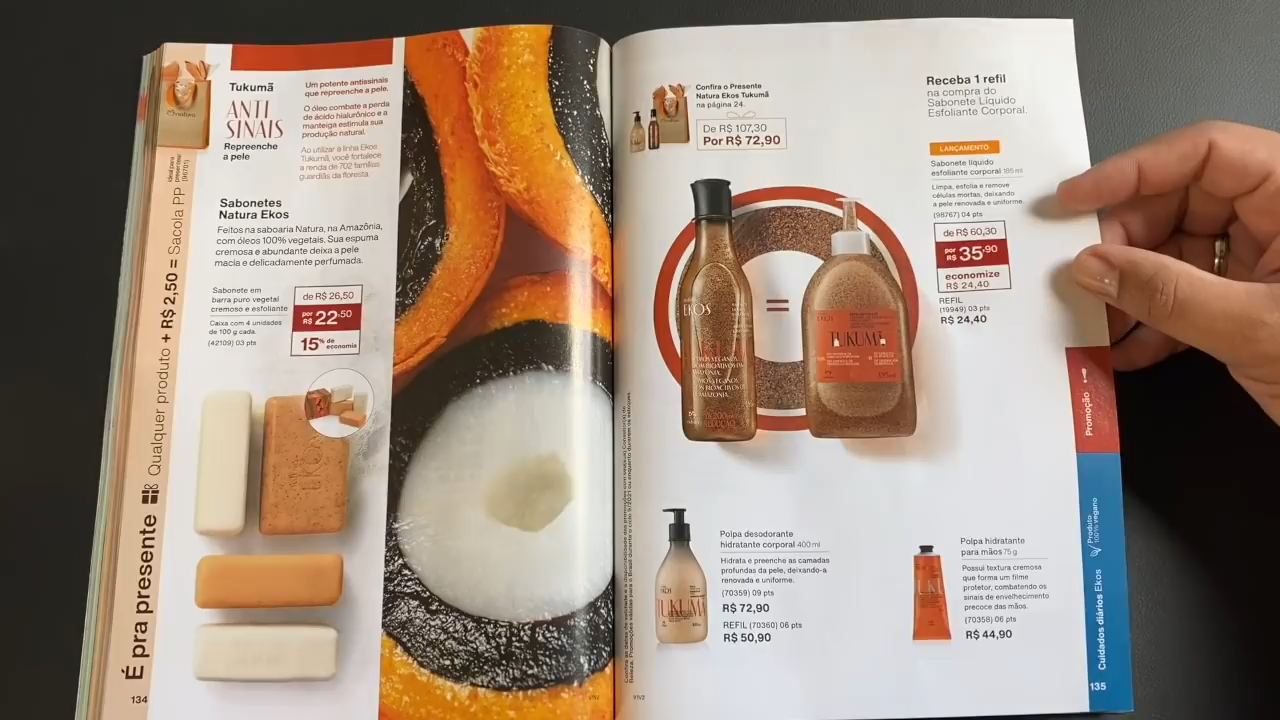 É pra presente
Qualquer produto + R$ 2,50 = Sacola PP
Ideal para presentear
(96701)
natura
134
Tukumã
ANTI
SINAIS
Repreenche
a pele
Um potente antissinais
que repreenche a pele.
O óleo combate a perda
de ácido hialurônico e a
manteiga estimula sua
produção natural.
Ao utilizar a linha Ekos
Tukumã, você fortalece
a renda de 702 famílias
guardiãs da floresta.
Sabonetes
Natura Ekos
Feitos na saboaria Natura, na Amazônia,
com óleos 100% vegetais. Sua espuma
cremosa e abundante deixa a pele
macia e delicadamente perfumada.
Sabonete em
barra puro vegetal
cremoso e esfoliante
Caixa com 4 unidades
de 100 g cada.
(42109) 03 pts
de R$ 26,50
por
R$ 22,50
15% de
economia
Confira o Presente
Natura Ekos Tukumã
na página 24.
De R$ 107,30
Por R$ 72,90
Receba 1 refil
na compra do
Sabonete Líquido
Esfoliante Corporal.
LANÇAMENTO
Sabonete líquido
esfoliante corporal 185 ml
Limpa, esfolia e remove
células mortas, deixando
a pele renovada e uniforme.
(98767) 04 pts
de R$ 60,30
por
R$ 35,90
economize
R$ 24,40
REFIL
(19949) 03 pts
R$ 24,40
EKOS
=
TUKUMÃ
Polpa desodorante
hidratante corporal 400 ml
Hidrata e preenche as camadas
profundas da pele, deixando-a
renovada e uniforme.
(70359) 09 pts
R$ 72,90
REFIL (70360) 06 pts
R$ 50,90
TUKUMÃ
Polpa hidratante
para mãos 75 g
Possui textura cremosa
que forma um filme
protetor, combatendo os
sinais de envelhecimento
precoce das mãos.
(70358) 06 pts
R$ 44,90
Promoção
Produto
100% vegano
Cuidados diários Ekos
135